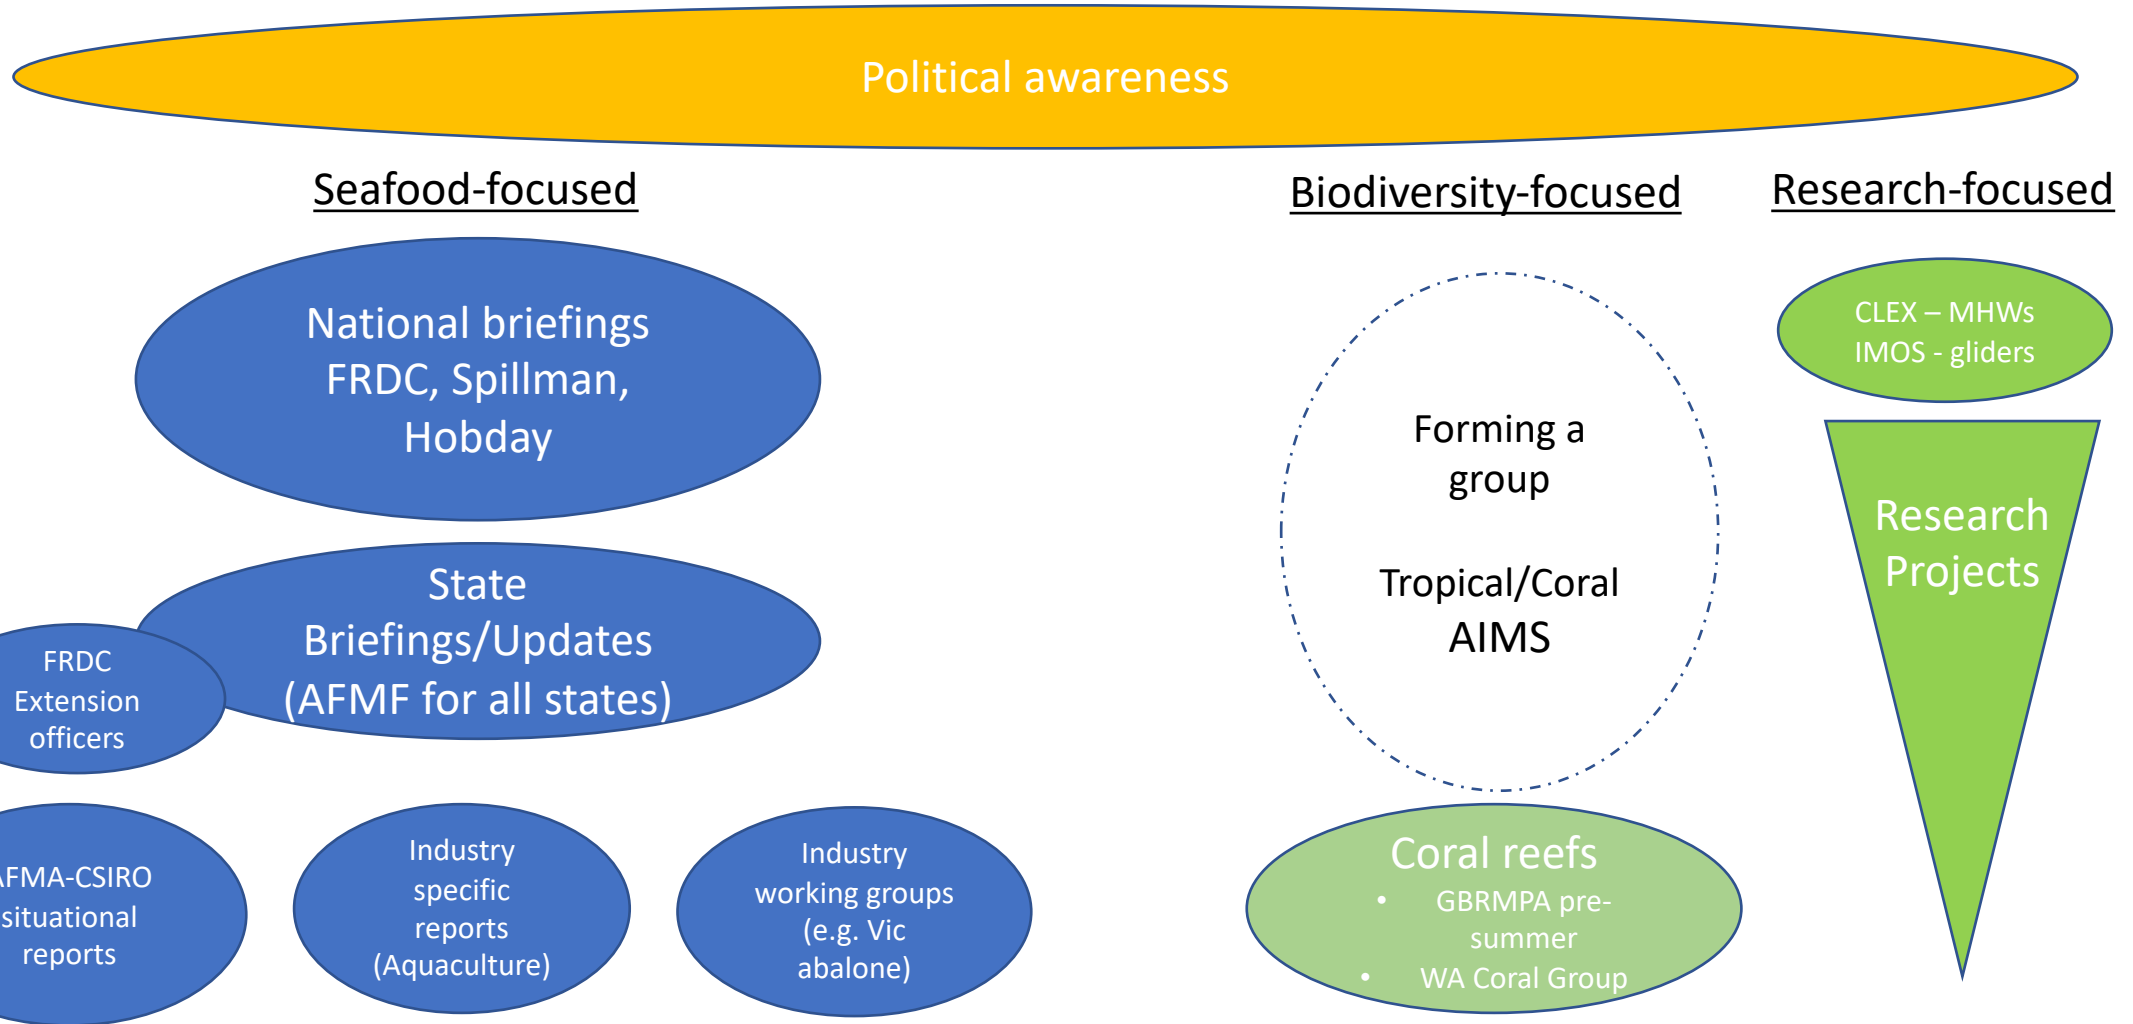 Political awareness
Seafood-focused
Biodiversity-focused
Research-focused
National briefings
FRDC, Spillman,
Hobday
State
Briefings/Updates
(AFMF for all states)
FRDC
Extension
officers
AFMA-CSIRO
situational
reports
Industry
specific
reports
(Aquaculture)
Industry
working groups
(e.g. Vic
abalone)
Forming a
group
Tropical/Coral
AIMS
Coral reefs
• GBRMPA pre-
summer
• WA Coral Group
CLEX – MHWs
IMOS - gliders
Research
Projects